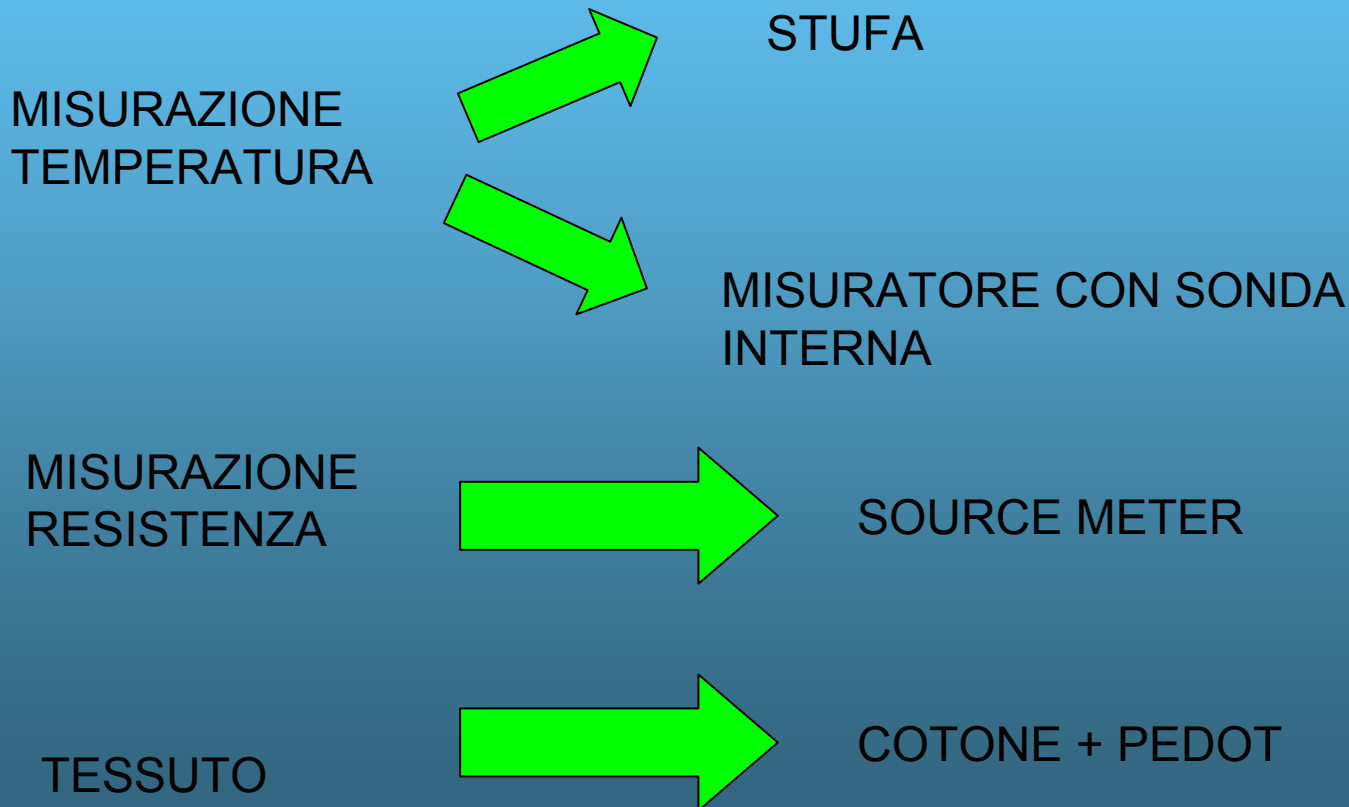 STUFA
MISURAZIONE
TEMPERATURA
MISURATORE CON SONDA
INTERNA
MISURAZIONE
RESISTENZA
SOURCE METER
TESSUTO
COTONE + PEDOT